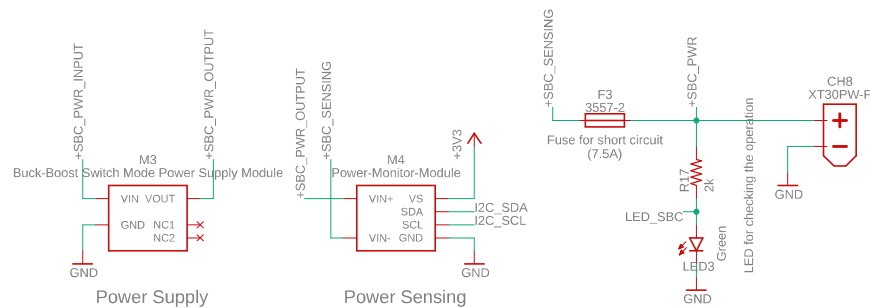 +SBC_PWR_INPUT
+SBC_PWR_OUTPUT
M3
Buck-Boost Switch Mode Power Supply Module
VIN VOUT
GND NC1
NC2
GND
Power Supply
+SBC_PWR_OUTPUT
+SBC_SENSING
+3V3
M4
Power-Monitor-Module
VIN+ VS
SDA
SCL
VIN- GND
I2C_SDA
I2C_SCL
GND
Power Sensing
+SBC_SENSING
F3
3557-2
Fuse for short circuit
(7.5A)
+SBC_PWR
R17
2k
LED_SBC
LED3
Green
GND
LED for checking the operation
CH8
XT30PW-F
GND